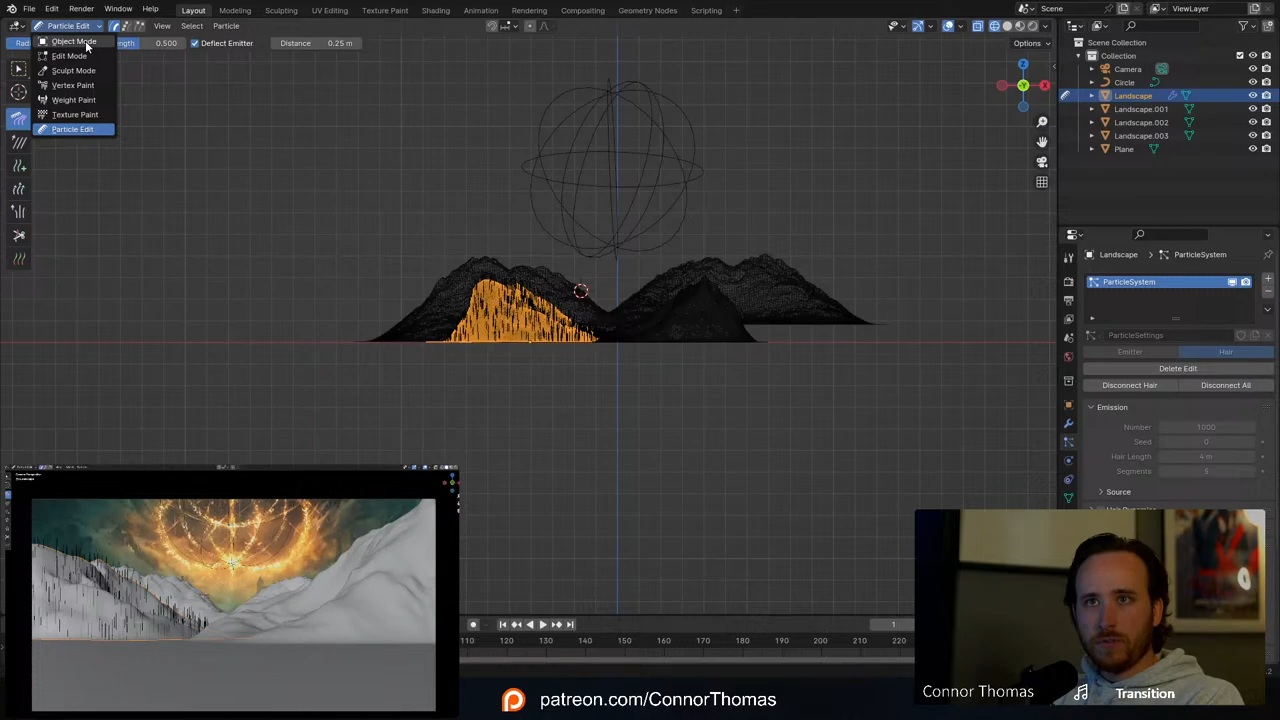 File Edit Render Window Help Layout Modeling Sculpting UV Editing Texture Paint Shading Animation Rendering Compositing Geometry Nodes Scripting Scene ViewLayer
Particle Edit View Select Particle
Object Mode
Edit Mode
Sculpt Mode
Vertex Paint
Weight Paint
Texture Paint
Particle Edit
0.500 Deflect Emitter Distance 0.25 m Options
Scene Collection
Collection
Camera
Circle
Landscape
Landscape.001
Landscape.002
Landscape.003
Plane
Z
Y
X
Landscape > ParticleSystem
ParticleSystem
ParticleSettings
Emitter Hair
Delete Edit
Disconnect Hair Disconnect All
Emission
Number 1000
Seed 0
Hair Length 4 m
Segments 5
Source
1
110 120 130 140 150 160 170 180 190 200 210 220
Connor Thomas Transition
patreon.com/ConnorThomas